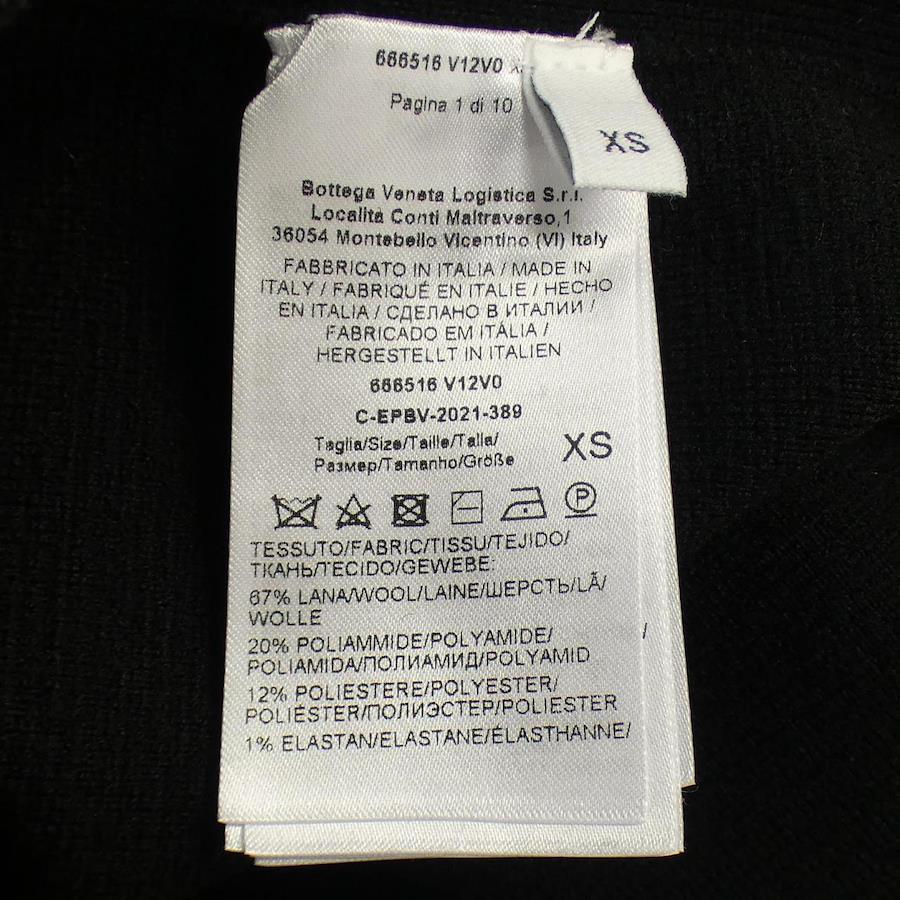 666516 V12V0
Pagina 1 di 10
XS
Bottega Veneta Logistica S.r.l.
Località Conti Maltraverso,1
36054 Montebello Vicentino (VI) Italy
FABBRICATO IN ITALIA / MADE IN
ITALY / FABRIQUÉ EN ITALIE / HECHO
EN ITALIA / СДЕЛАНО В ИТАЛИИ /
FABRICADO EM ITÁLIA /
HERGESTELLT IN ITALIEN
666516 V12V0
C-EPBV-2021-389
Taglia/Size/Taille/Talla/
Размер/Tamanho/Größe
XS
P
TESSUTO/FABRIC/TISSU/TEJIDO/
ТКАНЬ/TECIDO/GEWEBE:
67% LANA/WOOL/LAINE/ШЕРСТЬ/LÃ/
WOLLE
20% POLIAMMIDE/POLYAMIDE/
POLIAMIDA/ПОЛИАМИД/POLYAMID
12% POLIESTERE/POLYESTER/
POLIÉSTER/ПОЛИЭСТЕР/POLIESTER
1% ELASTAN/ELASTANE/ÉLASTHANNE/